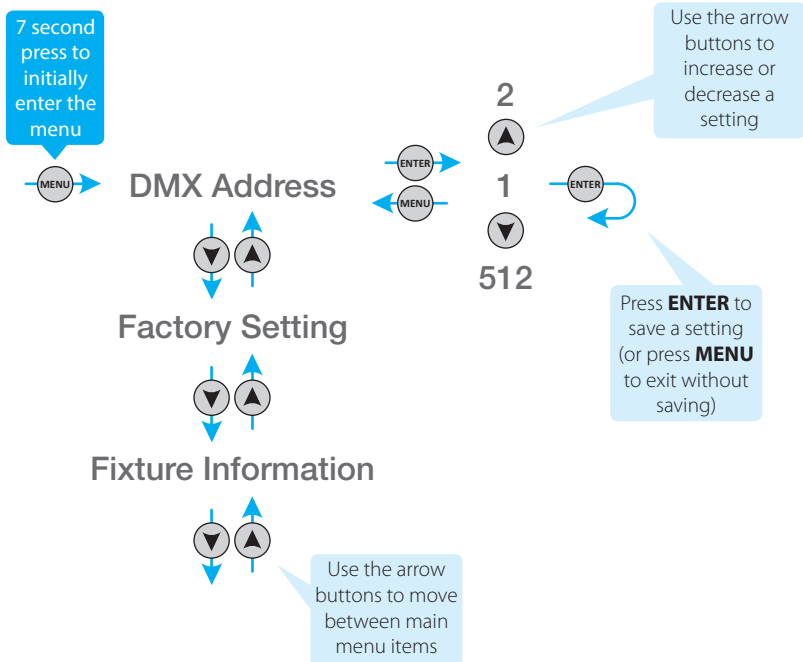 7 second
press to
initially
enter the
menu
Use the arrow
buttons to
increase or
decrease a
setting
2
MENU
DMX Address
ENTER
MENU
1
ENTER
512
Factory Setting
Press ENTER to
save a setting
(or press MENU
to exit without
saving)
Fixture Information
Use the arrow
buttons to move
between main
menu items